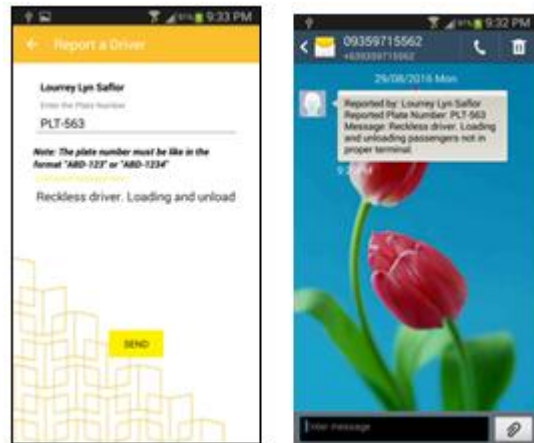 9:33 PM
Report a Driver
Lourrey Lyn Saflor
Enter the Plate Number
PLT-563
Note: The plate number must be like in the
format "ABD-123" or "ABD-1234"
Reckless driver. Loading and unload
SEND
9:32 PM
09359715562
+639359715562
29/08/2016 Mon
Reported by: Lourrey Lyn Saflor
Reported Plate Number: PLT-563
Message: Reckless driver. Loading
and unloading passengers not in
proper terminal.
Enter message